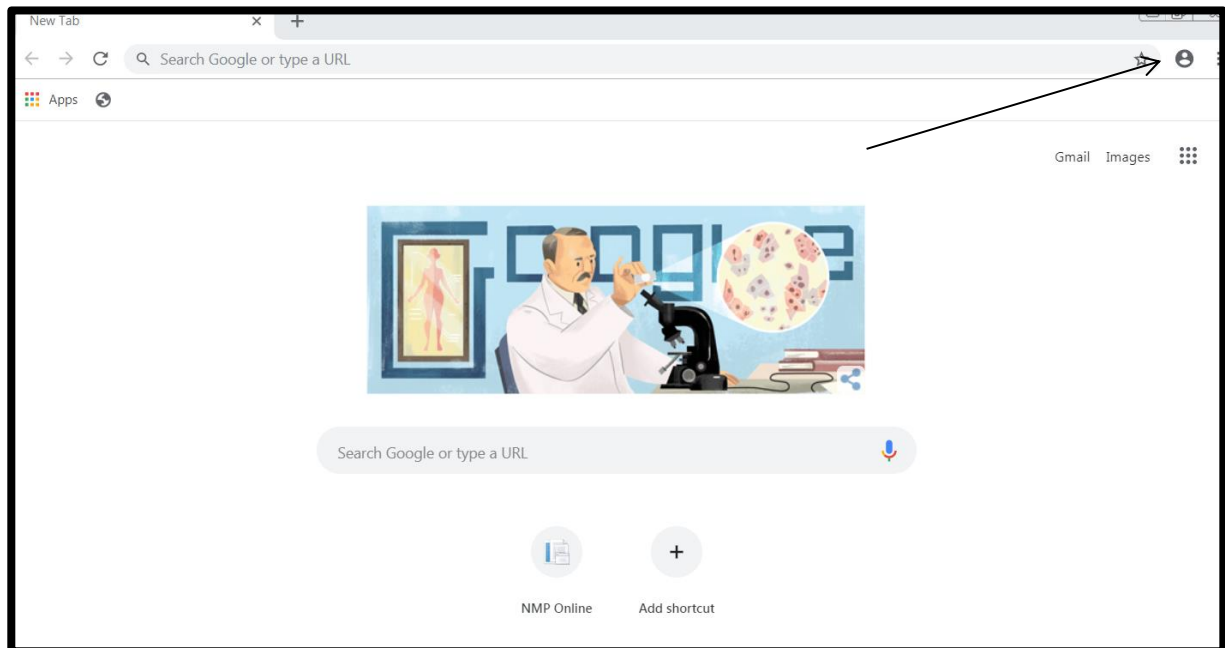 New Tab
Search Google or type a URL
Apps
Gmail Images
Google
Search Google or type a URL
NMP Online Add shortcut